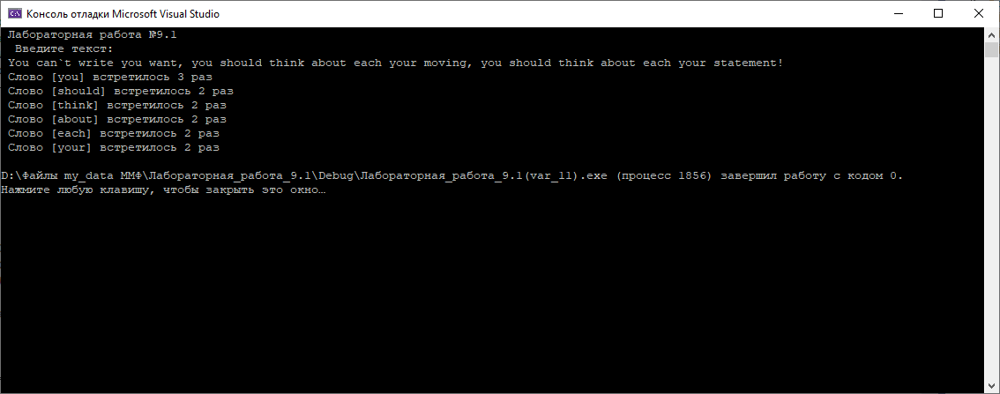 Консоль отладки Microsoft Visual Studio
Лабораторная работа №9.1
Введите текст:
You can`t write you want, you should think about each your moving, you should think about each your statement!
Слово [you] встретилось 3 раз
Слово [should] встретилось 2 раз
Слово [think] встретилось 2 раз
Слово [about] встретилось 2 раз
Слово [each] встретилось 2 раз
Слово [your] встретилось 2 раз
D:\Файлы my_data ММФ\Лабораторная_работа_9.1\Debug\Лабораторная_работа_9.1(var_11).exe (процесс 1856) завершил работу с кодом 0.
Нажмите любую клавишу, чтобы закрыть это окно…